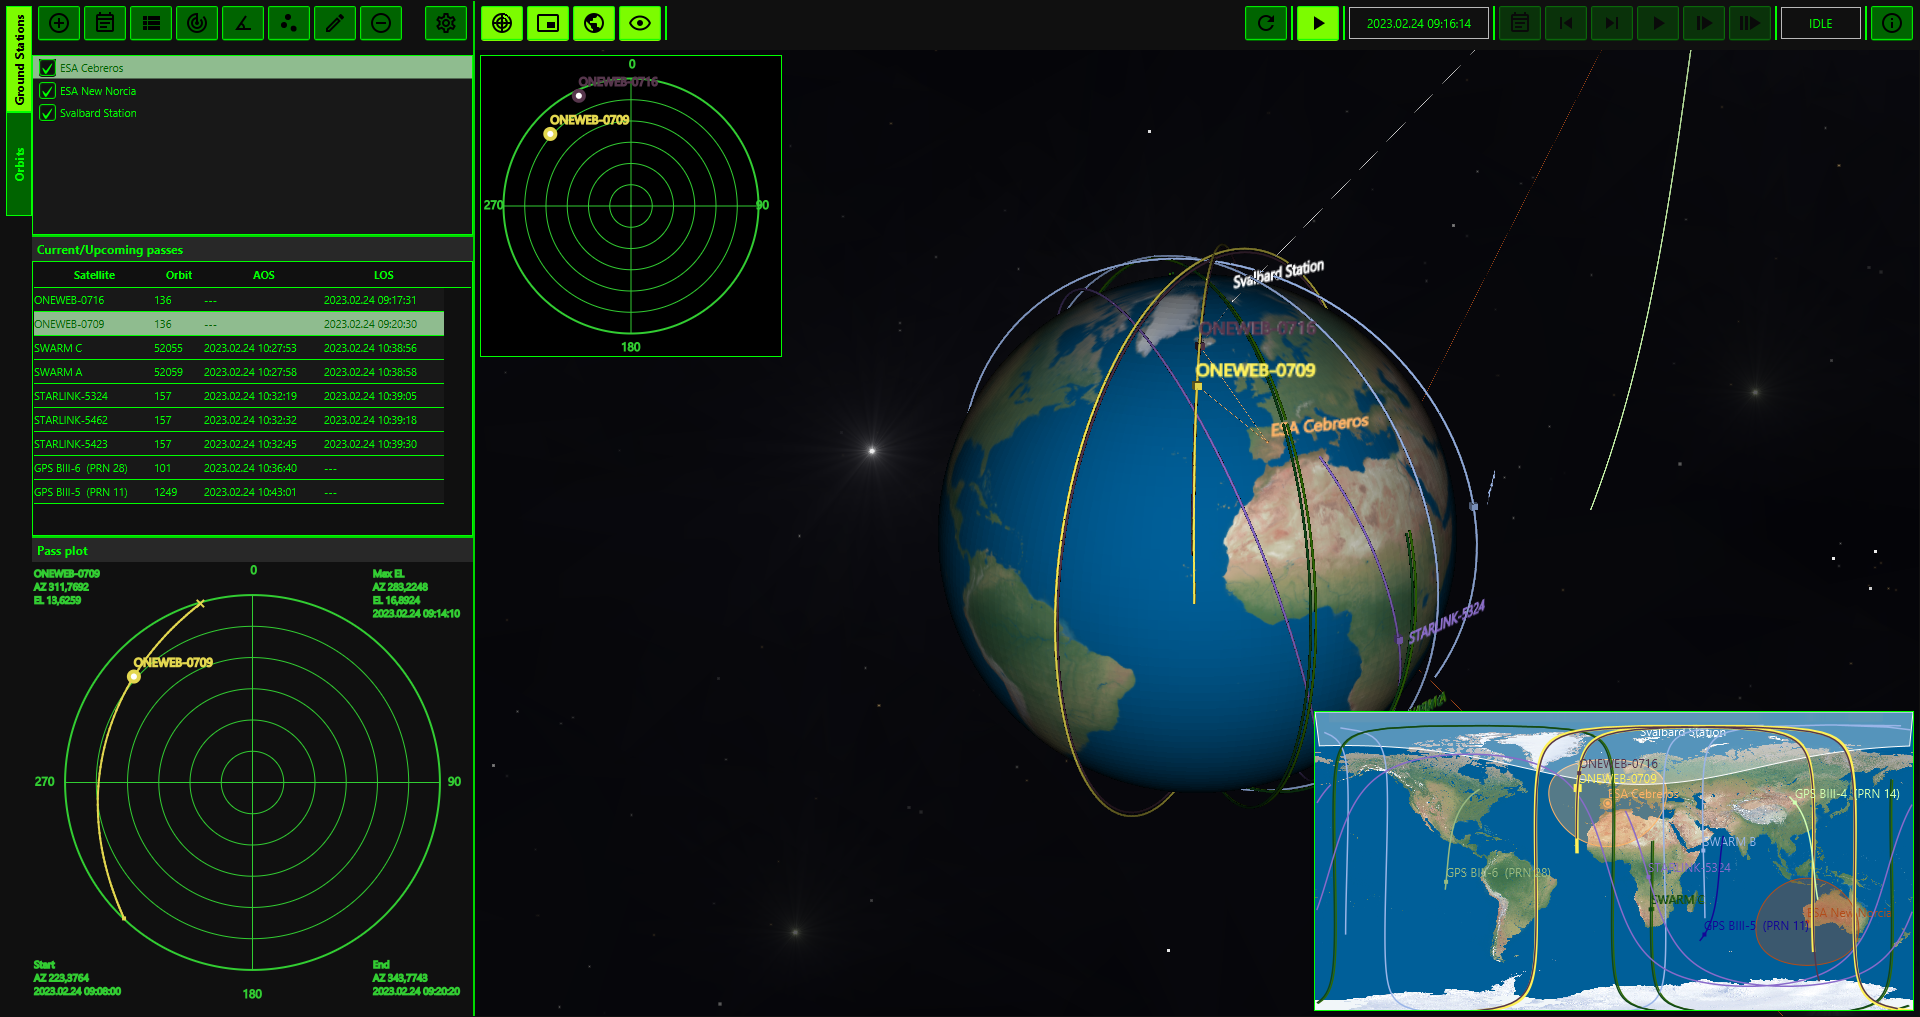 Ground Stations
Orbits
2023.02.24 09:16:14
IDLE
ESA Cebreros
ESA New Norcia
Svalbard Station
Current/Upcoming passes
Satellite Orbit AOS LOS
ONEWEB-0716 136 --- 2023.02.24 09:17:31
ONEWEB-0709 136 --- 2023.02.24 09:20:30
SWARM C 52055 2023.02.24 10:27:53 2023.02.24 10:38:56
SWARM A 52059 2023.02.24 10:27:58 2023.02.24 10:38:58
STARLINK-5324 157 2023.02.24 10:32:19 2023.02.24 10:39:05
STARLINK-5462 157 2023.02.24 10:32:32 2023.02.24 10:39:18
STARLINK-5423 157 2023.02.24 10:32:45 2023.02.24 10:39:30
GPS BIII-6 (PRN 28) 101 2023.02.24 10:36:40 ---
GPS BIII-5 (PRN 11) 1249 2023.02.24 10:43:01 ---
Pass plot
ONEWEB-0709
AZ 311,7692
EL 13,6259
0
Max EL
AZ 283,2248
EL 16,8924
2023.02.24 09:14:10
ONEWEB-0709
270
90
Start
AZ 223,3764
2023.02.24 09:08:00
180
End
AZ 343,7743
2023.02.24 09:20:20
0
ONEWEB-0716
ONEWEB-0709
270
90
180
Svalbard Station
ONEWEB-0716
ONEWEB-0709
ESA Cebreros
STARLINK-5324
Svalbard Station
ONEWEB-0716
ONEWEB-0709
ESA Cebreros
GPS BIII-4 (PRN 14)
SWARM B
STARLINK-5324
GPS BIII-6 (PRN 28)
SWARM C
ESA New Norcia
GPS BIII-5 (PRN 11)